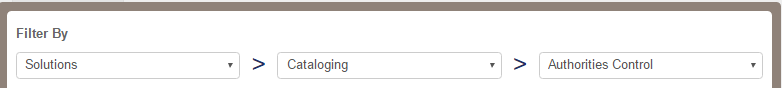 Filter By
Solutions > Cataloging > Authorities Control